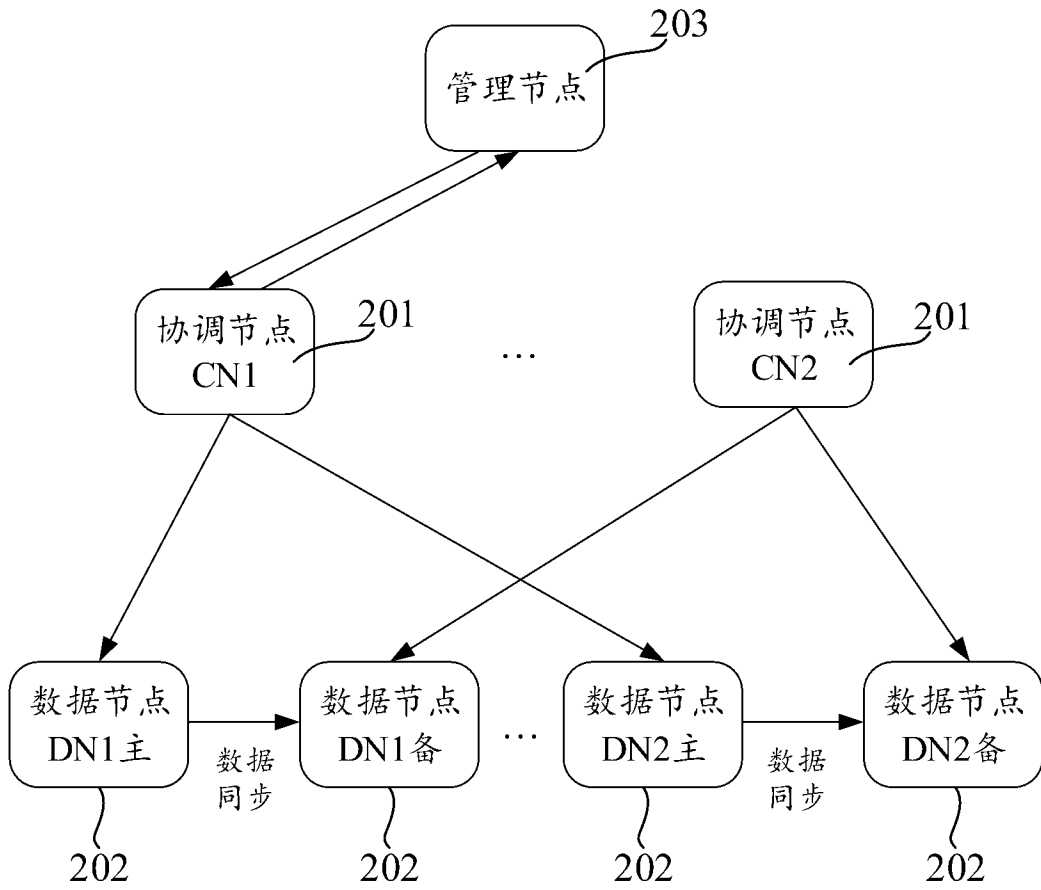 203
管理节点
协调节点
CN1
201
...
协调节点
CN2
201
数据节点
DN1主
数据
同步
数据节点
DN1备
...
数据节点
DN2主
数据
同步
数据节点
DN2备
202
202
202
202